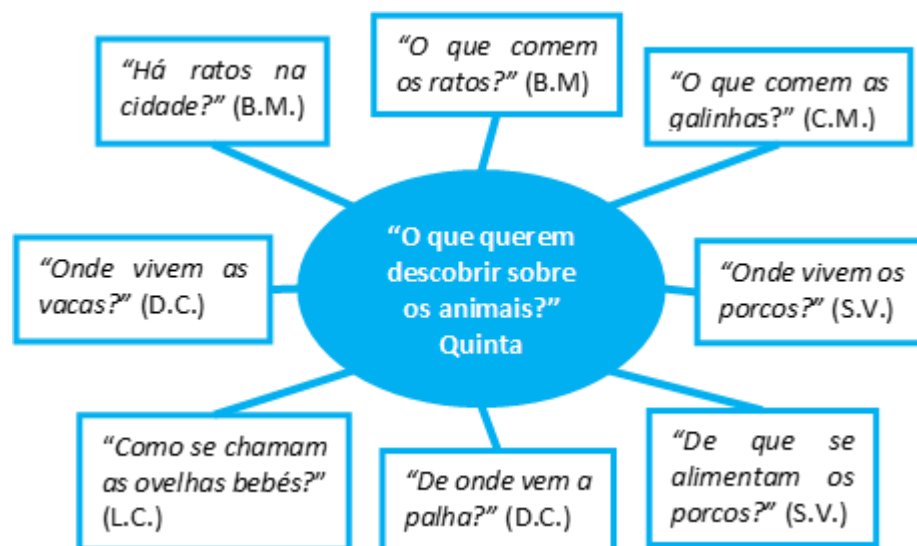 “O que comem
os ratos?” (B.M)
“Há ratos na
cidade?” (B.M.)
“O que comem as
galinhas?” (C.M.)
“O que querem
descobrir sobre
os animais?”
Quinta
“Onde vivem as
vacas?” (D.C.)
“Onde vivem os
porcos?” (S.V.)
“Como se chamam
as ovelhas bebés?”
(L.C.)
“De onde vem a
palha?” (D.C.)
“De que se
alimentam os
porcos?” (S.V.)